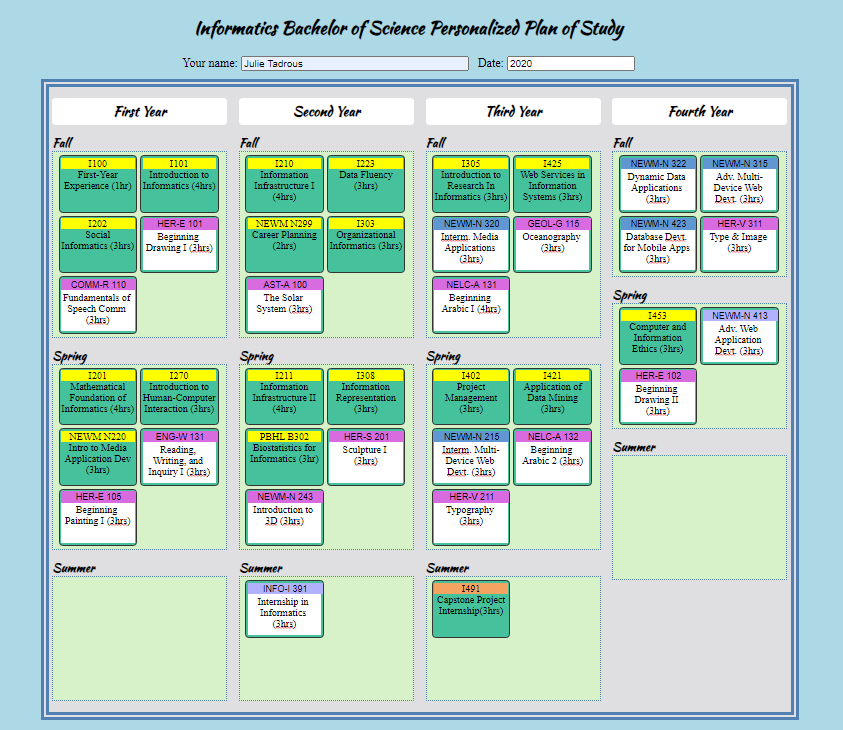 Informatics Bachelor of Science Personalized Plan of Study
Your name: Julie Tadrous Date: 2020
First Year
Fall
I100
First-Year
Experience (1hr)
I101
Introduction to
Informatics (4hrs)
I202
Social
Informatics (3hrs)
HER-E 101
Beginning
Drawing I (3hrs)
COMM-R 110
Fundamentals of
Speech Comm
(3hrs)
Spring
I201
Mathematical
Foundation of
Informatics (4hrs)
I270
Introduction to
Human-Computer
Interaction (3hrs)
NEWM N220
Intro to Media
Application Dev
(3hrs)
ENG-W 131
Reading,
Writing, and
Inquiry I (3hrs)
HER-E 105
Beginning
Painting I (3hrs)
Summer
Second Year
Fall
I210
Information
Infrastructure I
(4hrs)
I223
Data Fluency
(3hrs)
NEWM N299
Career Planning
(2hrs)
I303
Organizational
Informatics (3hrs)
AST-A 100
The Solar
System (3hrs)
Spring
I211
Information
Infrastructure II
(4hrs)
I308
Information
Representation
(3hrs)
PBHL B302
Biostatistics for
Informatics (3hr)
HER-S 201
Sculpture I
(3hrs)
NEWM-N 243
Introduction to
3D (3hrs)
Summer
INFO-I 391
Internship in
Informatics
(3hrs)
Third Year
Fall
I305
Introduction to
Research In
Informatics (3hrs)
I425
Web Services in
Information
Systems (3hrs)
NEWM-N 320
Interm. Media
Applications
(3hrs)
GEOL-G 115
Oceanography
(3hrs)
NELC-A 131
Beginning
Arabic I (4hrs)
Spring
I402
Project
Management
(3hrs)
I421
Application of
Data Mining
(3hrs)
NEWM-N 215
Interm. Multi-
Device Web
Devt. (3hrs)
NELC-A 132
Beginning
Arabic 2 (3hrs)
HER-V 211
Typography
(3hrs)
Summer
I491
Capstone Project
Internship(3hrs)
Fourth Year
Fall
NEWM-N 322
Dynamic Data
Applications
(3hrs)
NEWM-N 315
Adv. Multi-
Device Web
Devt. (3hrs)
NEWM-N 423
Database Devt.
for Mobile Apps
(3hrs)
HER-V 311
Type & Image
(3hrs)
Spring
I453
Computer and
Information
Ethics (3hrs)
NEWM-N 413
Adv. Web
Application
Devt. (3hrs)
HER-E 102
Beginning
Drawing II
(3hrs)
Summer